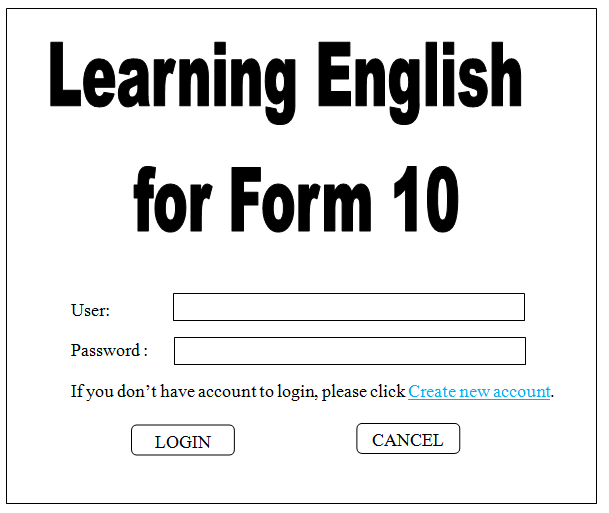 Learning English
for Form 10
User:
Password :
If you don't have account to login, please click Create new account.
LOGIN CANCEL